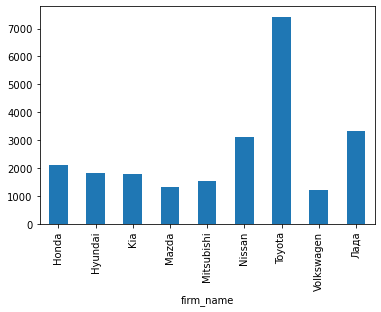 7000
6000
5000
4000
3000
2000
1000
0
Honda
Hyundai
Kia
Mazda
Mitsubishi
Nissan
Toyota
Volkswagen
Лада
firm_name